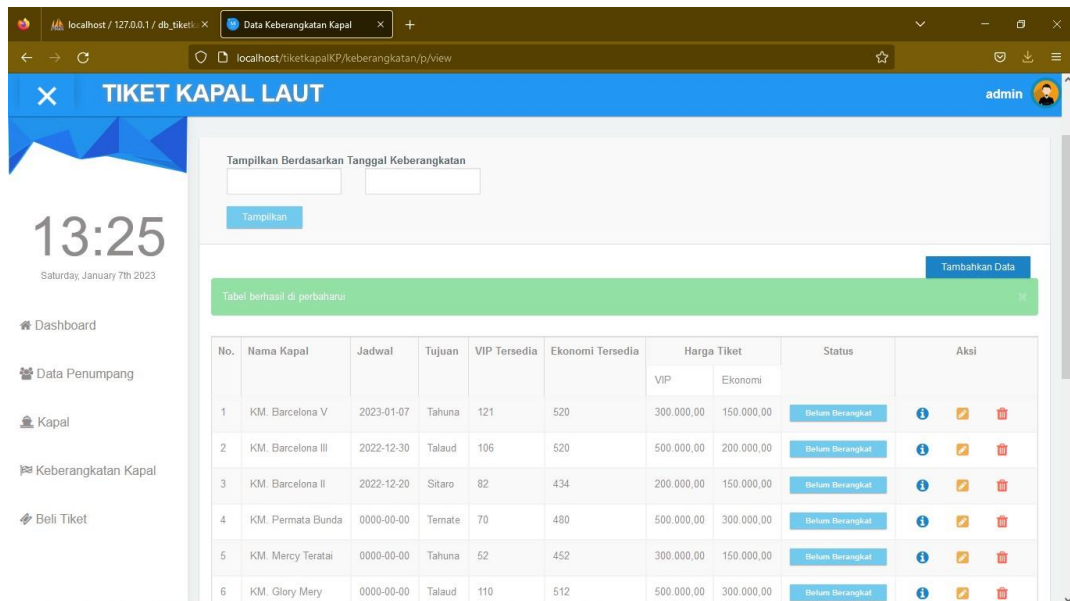 localhost / 127.0.0.1 / db_tiketk
Data Keberangkatan Kapal
localhost/tiketkapalKP/keberangkatan/p/view
TIKET KAPAL LAUT
admin
13:25
Saturday, January 7th 2023
Dashboard
Data Penumpang
Kapal
Keberangkatan Kapal
Beli Tiket
Tampilkan Berdasarkan Tanggal Keberangkatan
Tampilkan
Tambahkan Data
Tabel berhasil di perbaharui
No. Nama Kapal Jadwal Tujuan VIP Tersedia Ekonomi Tersedia Harga Tiket Status Aksi
VIP Ekonomi
1 KM. Barcelona V 2023-01-07 Tahuna 121 520 300.000,00 150.000,00 Belum Berangkat
2 KM. Barcelona III 2022-12-30 Talaud 106 520 500.000,00 200.000,00 Belum Berangkat
3 KM. Barcelona II 2022-12-20 Sitaro 82 434 200.000,00 150.000,00 Belum Berangkat
4 KM. Permata Bunda 0000-00-00 Ternate 70 480 500.000,00 300.000,00 Belum Berangkat
5 KM. Mercy Teratai 0000-00-00 Tahuna 52 452 300.000,00 150.000,00 Belum Berangkat
6 KM. Glory Mery 0000-00-00 Talaud 110 512 500.000,00 300.000,00 Belum Berangkat